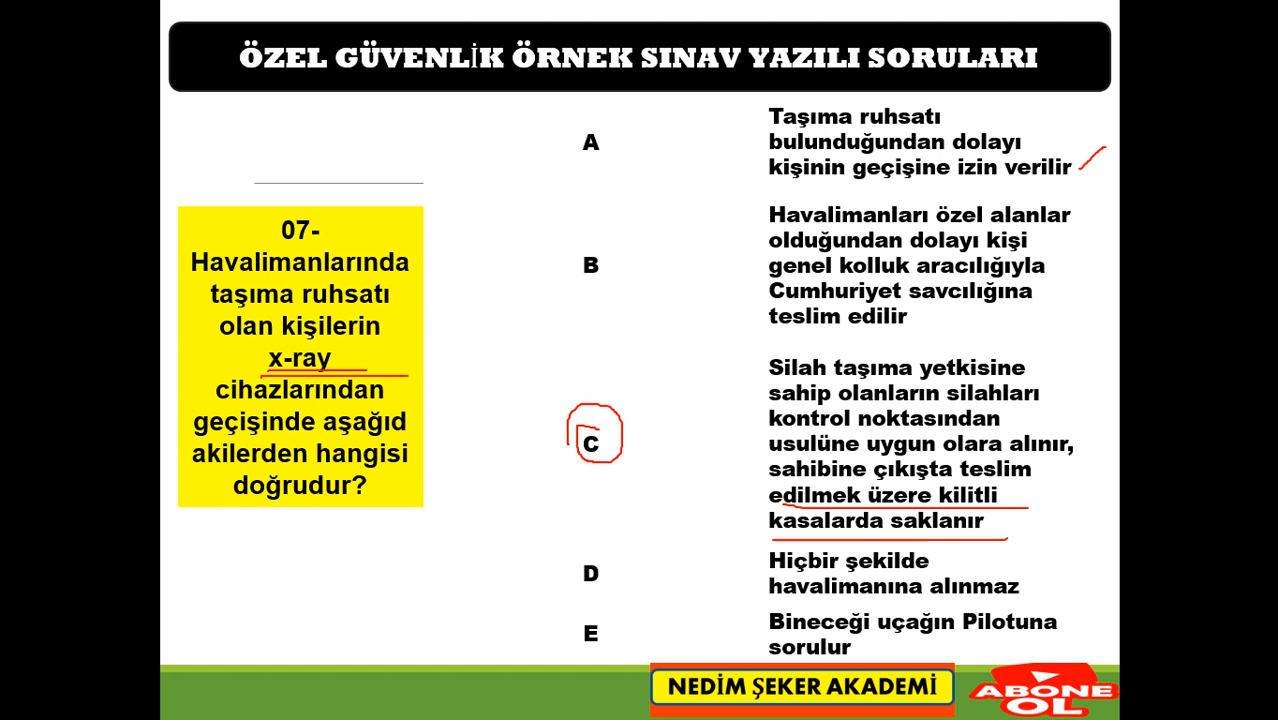 ÖZEL GÜVENLİK ÖRNEK SINAV YAZILI SORULARI
07-
Havalimanlarında
taşıma ruhsatı
olan kişilerin
x-ray
cihazlarından
geçişinde aşağıd
akilerden hangisi
doğrudur?
A
Taşıma ruhsatı
bulunduğundan dolayı
kişinin geçişine izin verilir
B
Havalimanları özel alanlar
olduğundan dolayı kişi
genel kolluk aracılığıyla
Cumhuriyet savcılığına
teslim edilir
C
Silah taşıma yetkisine
sahip olanların silahları
kontrol noktasından
usulüne uygun olara alınır,
sahibine çıkışta teslim
edilmek üzere kilitli
kasalarda saklanır
D
Hiçbir şekilde
havalimanına alınmaz
E
Bineceği uçağın Pilotuna
sorulur
NEDİM ŞEKER AKADEMİ
ABONE
OL